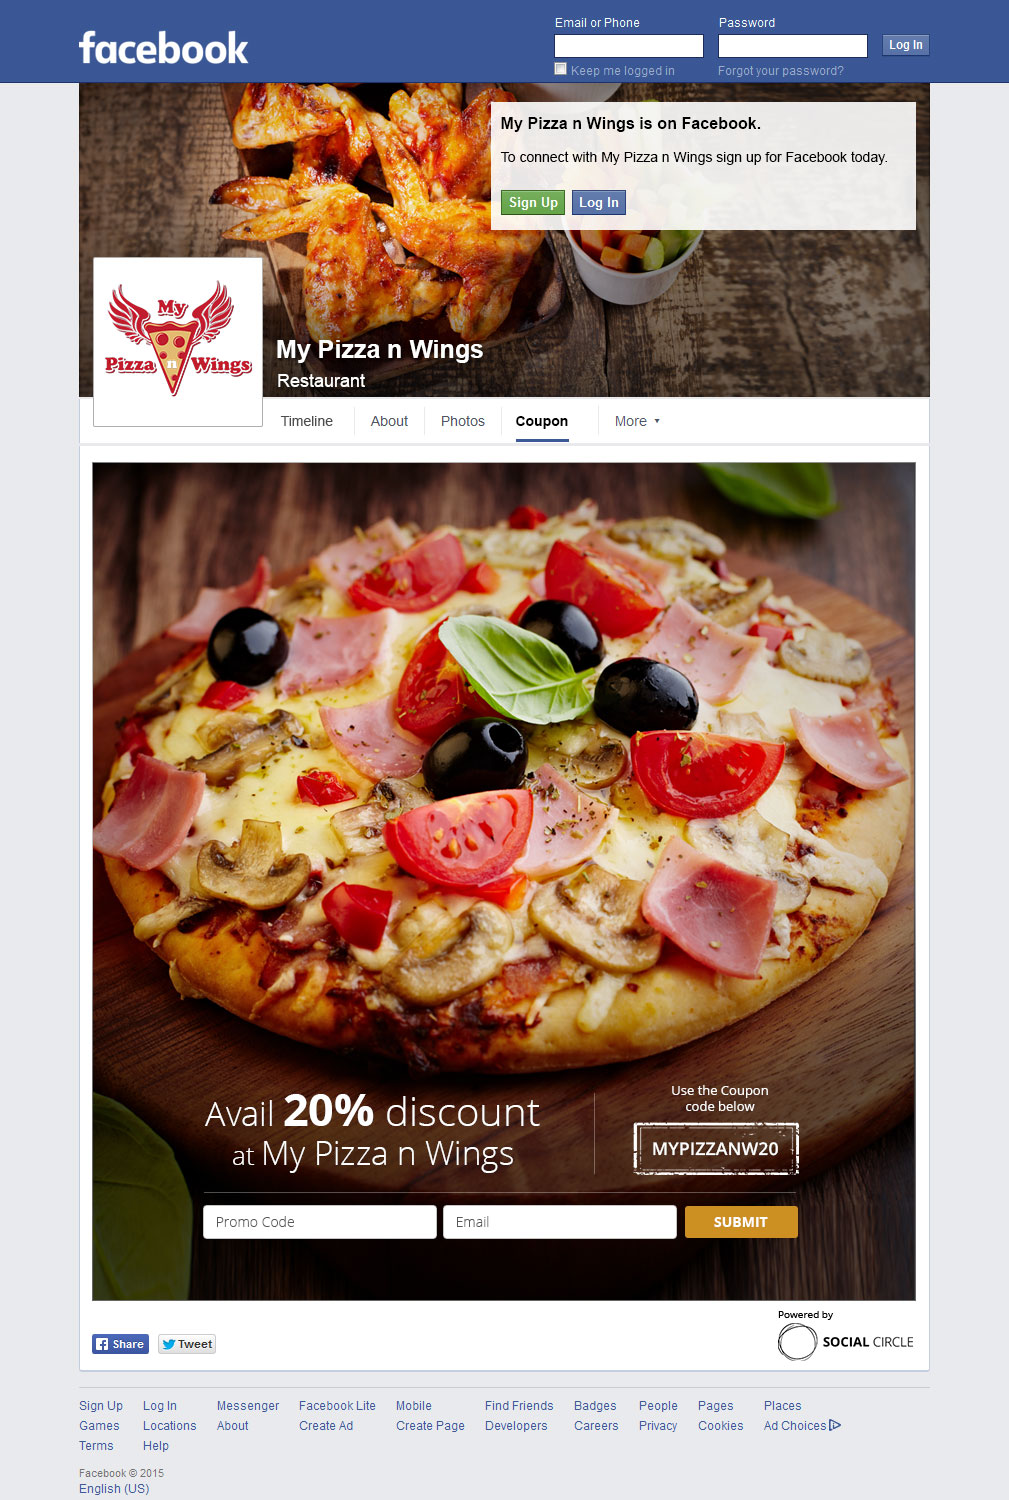 facebook
Email or Phone
Password
Log In
Keep me logged in
Forgot your password?
My Pizza n Wings is on Facebook.
To connect with My Pizza n Wings sign up for Facebook today.
Sign Up
Log In
My
Pizza n Wings
My Pizza n Wings
Restaurant
Timeline
About
Photos
Coupon
More
Avail 20% discount
at My Pizza n Wings
Use the Coupon
code below
MYPIZZANW20
Promo Code
Email
SUBMIT
Share
Tweet
Powered by
SOCIAL CIRCLE
Sign Up Log In Messenger Facebook Lite Mobile Find Friends Badges People Pages Places
Games Locations About Create Ad Create Page Developers Careers Privacy Cookies Ad Choices
Terms Help
Facebook © 2015
English (US)